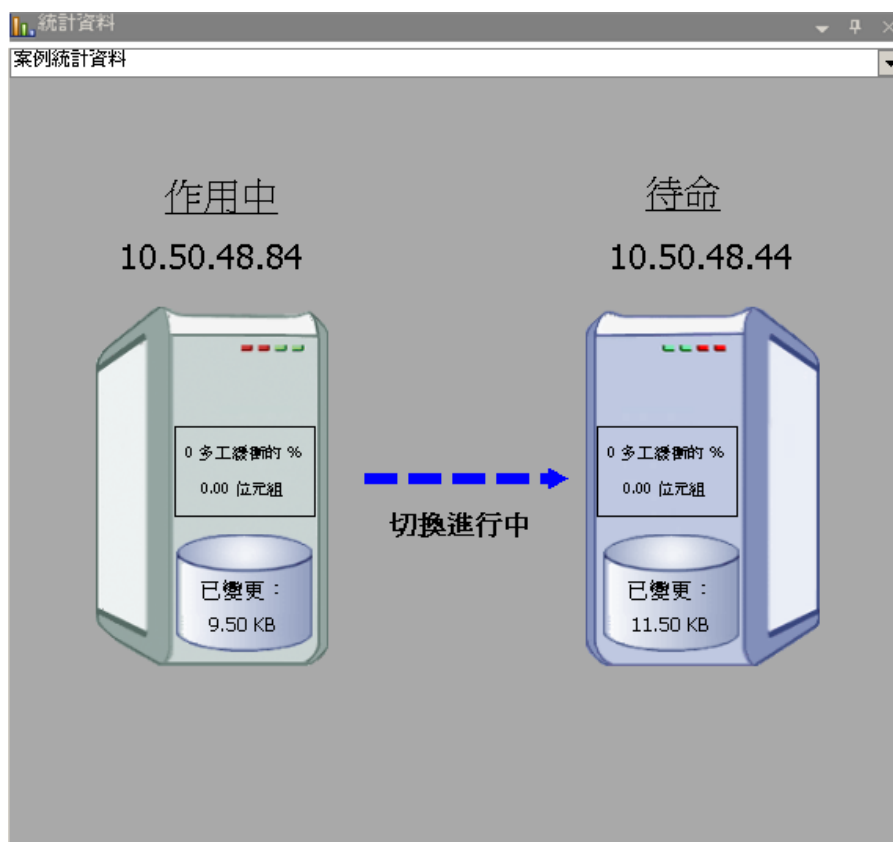 統計資料
案例統計資料
作用中
待命
10.50.48.84
10.50.48.44
0 多工緩衝的 %
0.00 位元組
0 多工緩衝的 %
0.00 位元組
切換進行中
已變更：
9.50 KB
已變更：
11.50 KB